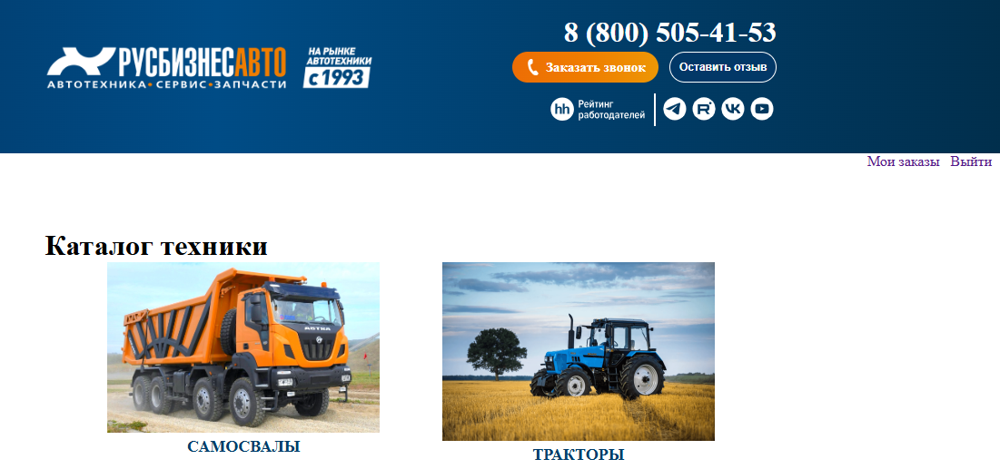 8 (800) 505-41-53
РУСБИЗНЕСАВТО
АВТОТЕХНИКА•СЕРВИС•ЗАПЧАСТИ
НА РЫНКЕ
АВТОТЕХНИКИ
с 1993
Заказать звонок
Оставить отзыв
hh
Рейтинг
работодателей
Мои заказы Выйти
Каталог техники
ASTRA
САМОСВАЛЫ
ТРАКТОРЫ